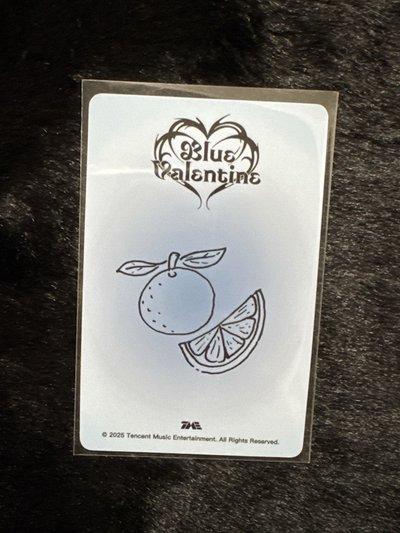 Blue
Valentine
TME
© 2025 Tencent Music Entertainment. All Rights Reserved.